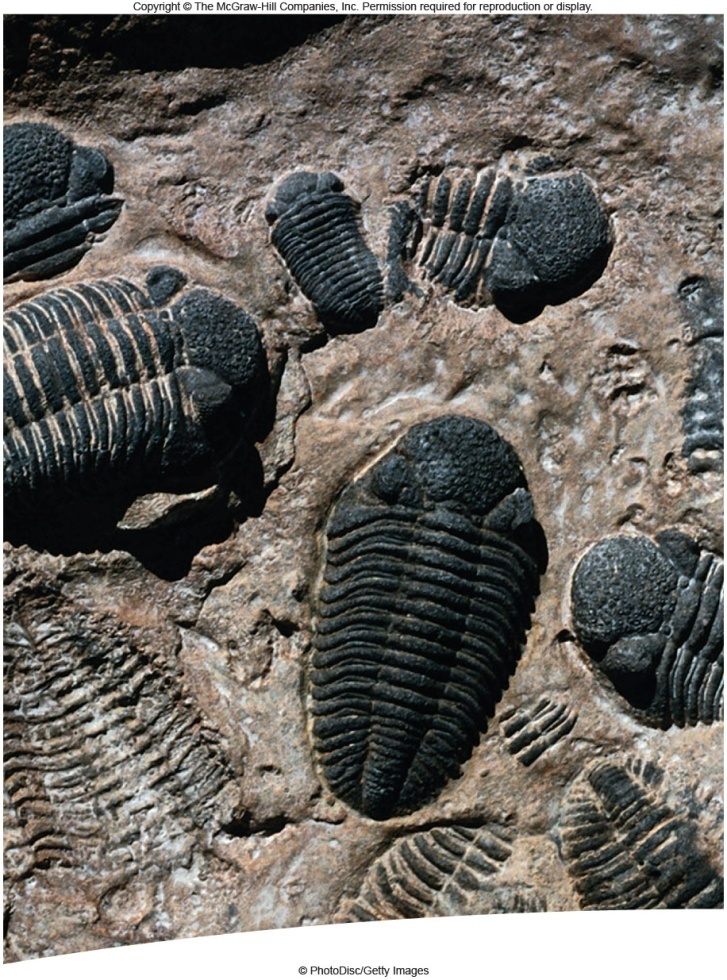 Copyright © The McGraw-Hill Companies, Inc. Permission required for reproduction or display.
© PhotoDisc/Getty Images